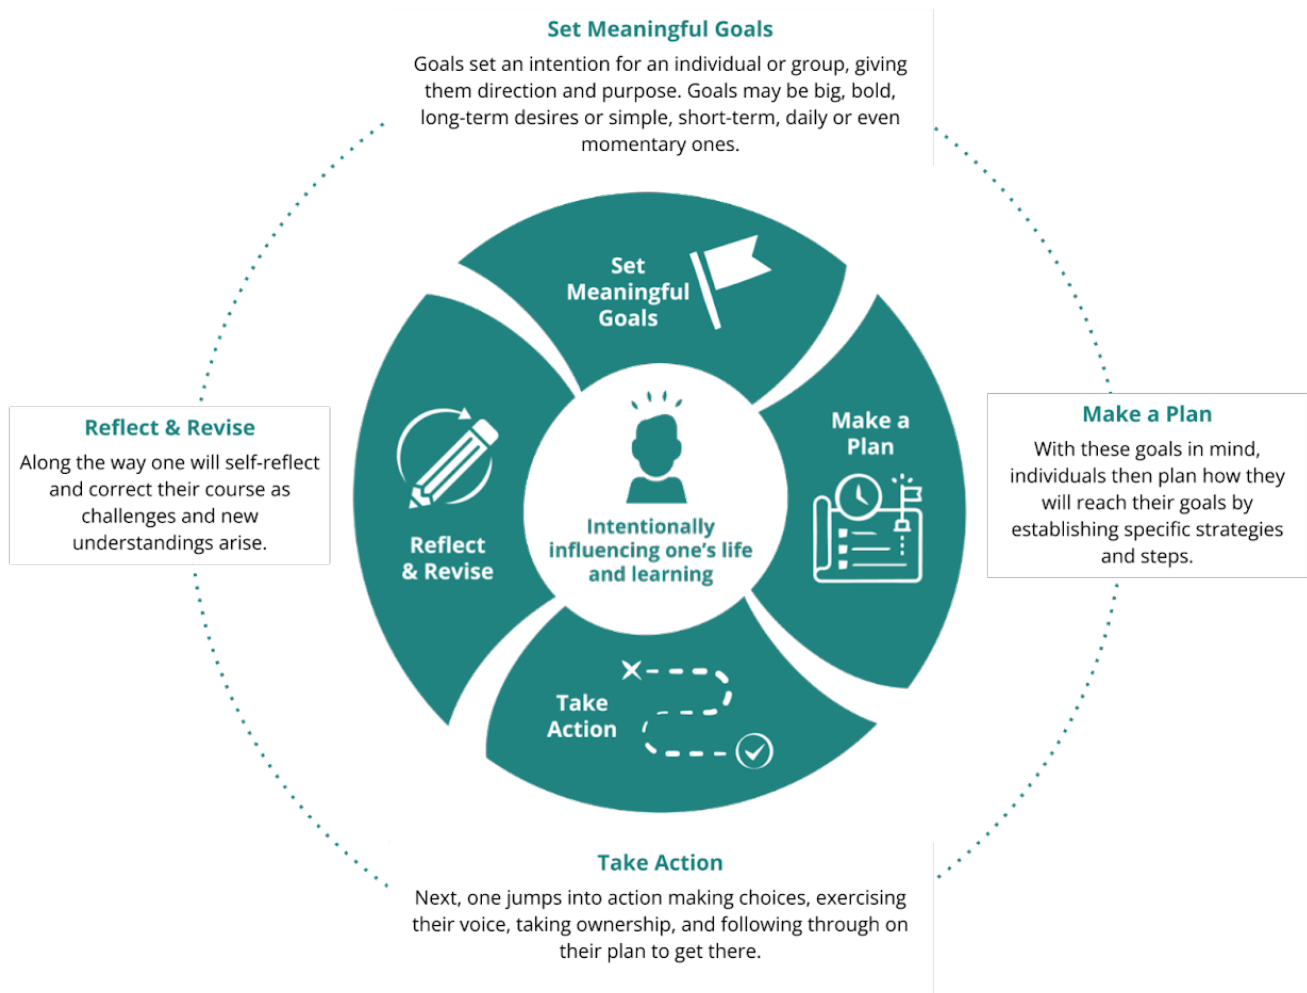 Set Meaningful Goals
Goals set an intention for an individual or group, giving
them direction and purpose. Goals may be big, bold,
long-term desires or simple, short-term, daily or even
momentary ones.
Set
Meaningful
Goals
Make a
Plan
Make a Plan
With these goals in mind,
individuals then plan how they
will reach their goals by
establishing specific strategies
and steps.
Take
Action
Take Action
Next, one jumps into action making choices, exercising
their voice, taking ownership, and following through on
their plan to get there.
Reflect
& Revise
Reflect & Revise
Along the way one will self-reflect
and correct their course as
challenges and new
understandings arise.
Intentionally
influencing one's life
and learning